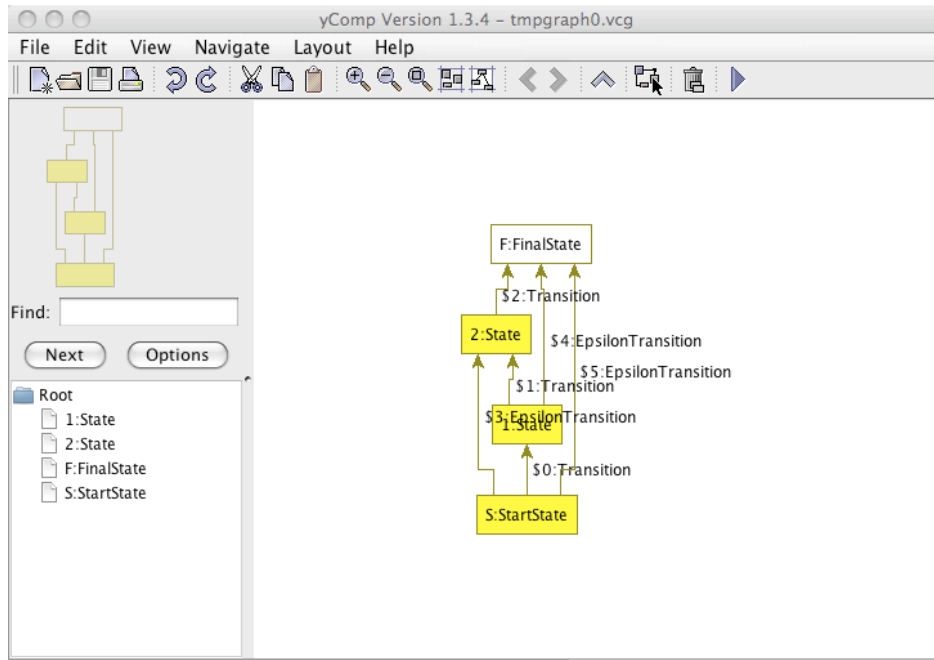 yComp Version 1.3.4 – tmpgraph0.vcg
File Edit View Navigate Layout Help
Find:
Next Options
Root
1:State
2:State
F:FinalState
S:StartState
F:FinalState
$2:Transition
2:State
$4:EpsilonTransition
$5:EpsilonTransition
$1:Transition
$3:EpsilonTransition
1:State
$0:Transition
S:StartState